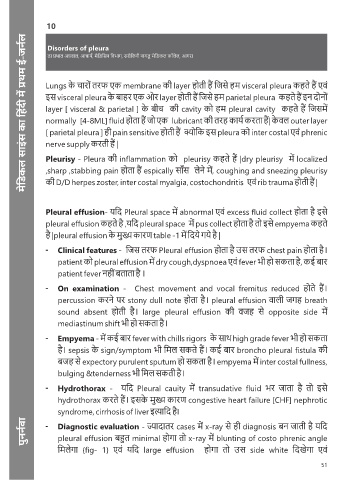 10
Disorders of pleura
Lungs के चारों तरफ एक membrane की layer होती हैं जिसे हम visceral pleura कहते हैं एवं
इस visceral pleura के बाहर एक ओर layer होती हैं जिसे हम parietal pleura कहते हैं इन दोनों
layer [ visceral & parietal ] के बीच की cavity को हम pleural cavity कहते हैं जिसमें
normally [4-8ML] fluid होता हैं जो एक lubricant की तरह कार्य करता हैं| केवल outer layer
[ parietal pleura ] ही pain sensitive होती हैं क्योकि इस pleura को inter costal एवं phrenic
nerve supply करती हैं |
Pleurisy - Pleura की inflammation को pleurisy कहते हैं |dry pleurisy में localized
,sharp ,stabbing pain होता हैं espically साँस लेने में, coughing and sneezing pleurisy
की D/D herpes zoster, inter costal myalgia, costochondritis एवं rib trauma होती हैं|
Pleural effusion- यदि Pleural space में abnormal एवं excess fluid collect होता है इसे
pleural effusion कहते है ,यदि pleural space में pus collect होता है तो इसे empyema कहते
है|pleural effusion के मुख्य कारण table -1 में दिये गये है |
- Clinical features - जिस तरफ Pleural effusion होता है उस तरफ chest pain होता है।
patient को pleural effusion में dry cough,dyspnoea एवं fever भी हो सकता है, कई बार
patient fever नहीं बताता है ।
- On examination - Chest movement and vocal fremitus reduced होते हैं।
percussion करने पर stony dull note होता है। pleural effusion वाली जगह breath
sound absent होती हैं। large pleural effusion की वजह से opposite side में
mediastinum shift भी हो सकता है।
- Empyema - में कई बार fever with chills rigors के साथ high grade fever भी हो सकता
है। sepsis के sign/symptom भी मिल सकते हैं। कई बार broncho pleural fistula की
बजह से expectory purulent sputum हो सकता है। empyema में inter costal fullness,
bulging &tenderness भी मिल सकती है।
- Hydrothorax - यदि Pleural cauity में transudative fluid भर जाता है तो इसे
hydrothorax करते हैं। इसके मुख्य कारण congestive heart failure [CHF] nephrotic
syndrome, cirrhosis of liver इत्यादि है।
- Diagnostic evaluation - ज्यादातर cases में x-ray से ही diagnosis बन जाती है यदि
pleural effusion बहुत minimal होगा तो x-ray में blunting of costo phrenic angle
मिलेगा (fig- 1) एवं यदि large effusion होगा तो उस side white दिखेगा एवं
51
मेडिकल साइंस का हिंदी में प्रथम ई-जर्नल
पुनर्नवा